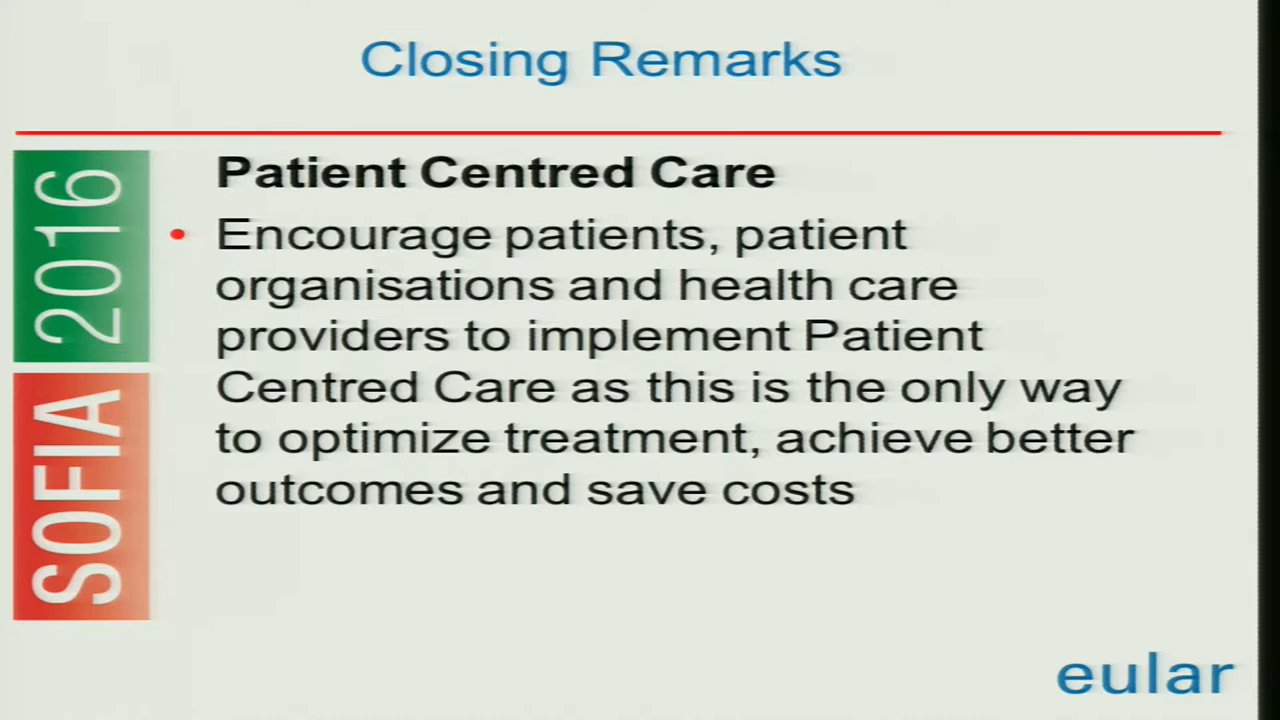 Closing Remarks
SOFIA 2016
Patient Centred Care
• Encourage patients, patient
organisations and health care
providers to implement Patient
Centred Care as this is the only way
to optimize treatment, achieve better
outcomes and save costs
eular